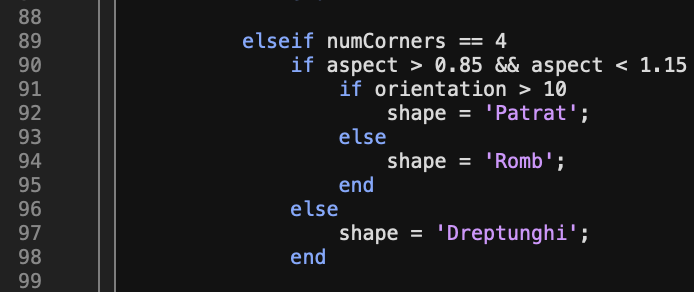 88
89 elseif numCorners == 4
90 if aspect > 0.85 && aspect < 1.15
91 if orientation > 10
92 shape = 'Patrat';
93 else
94 shape = 'Romb';
95 end
96 else
97 shape = 'Dreptunghi';
98 end
99